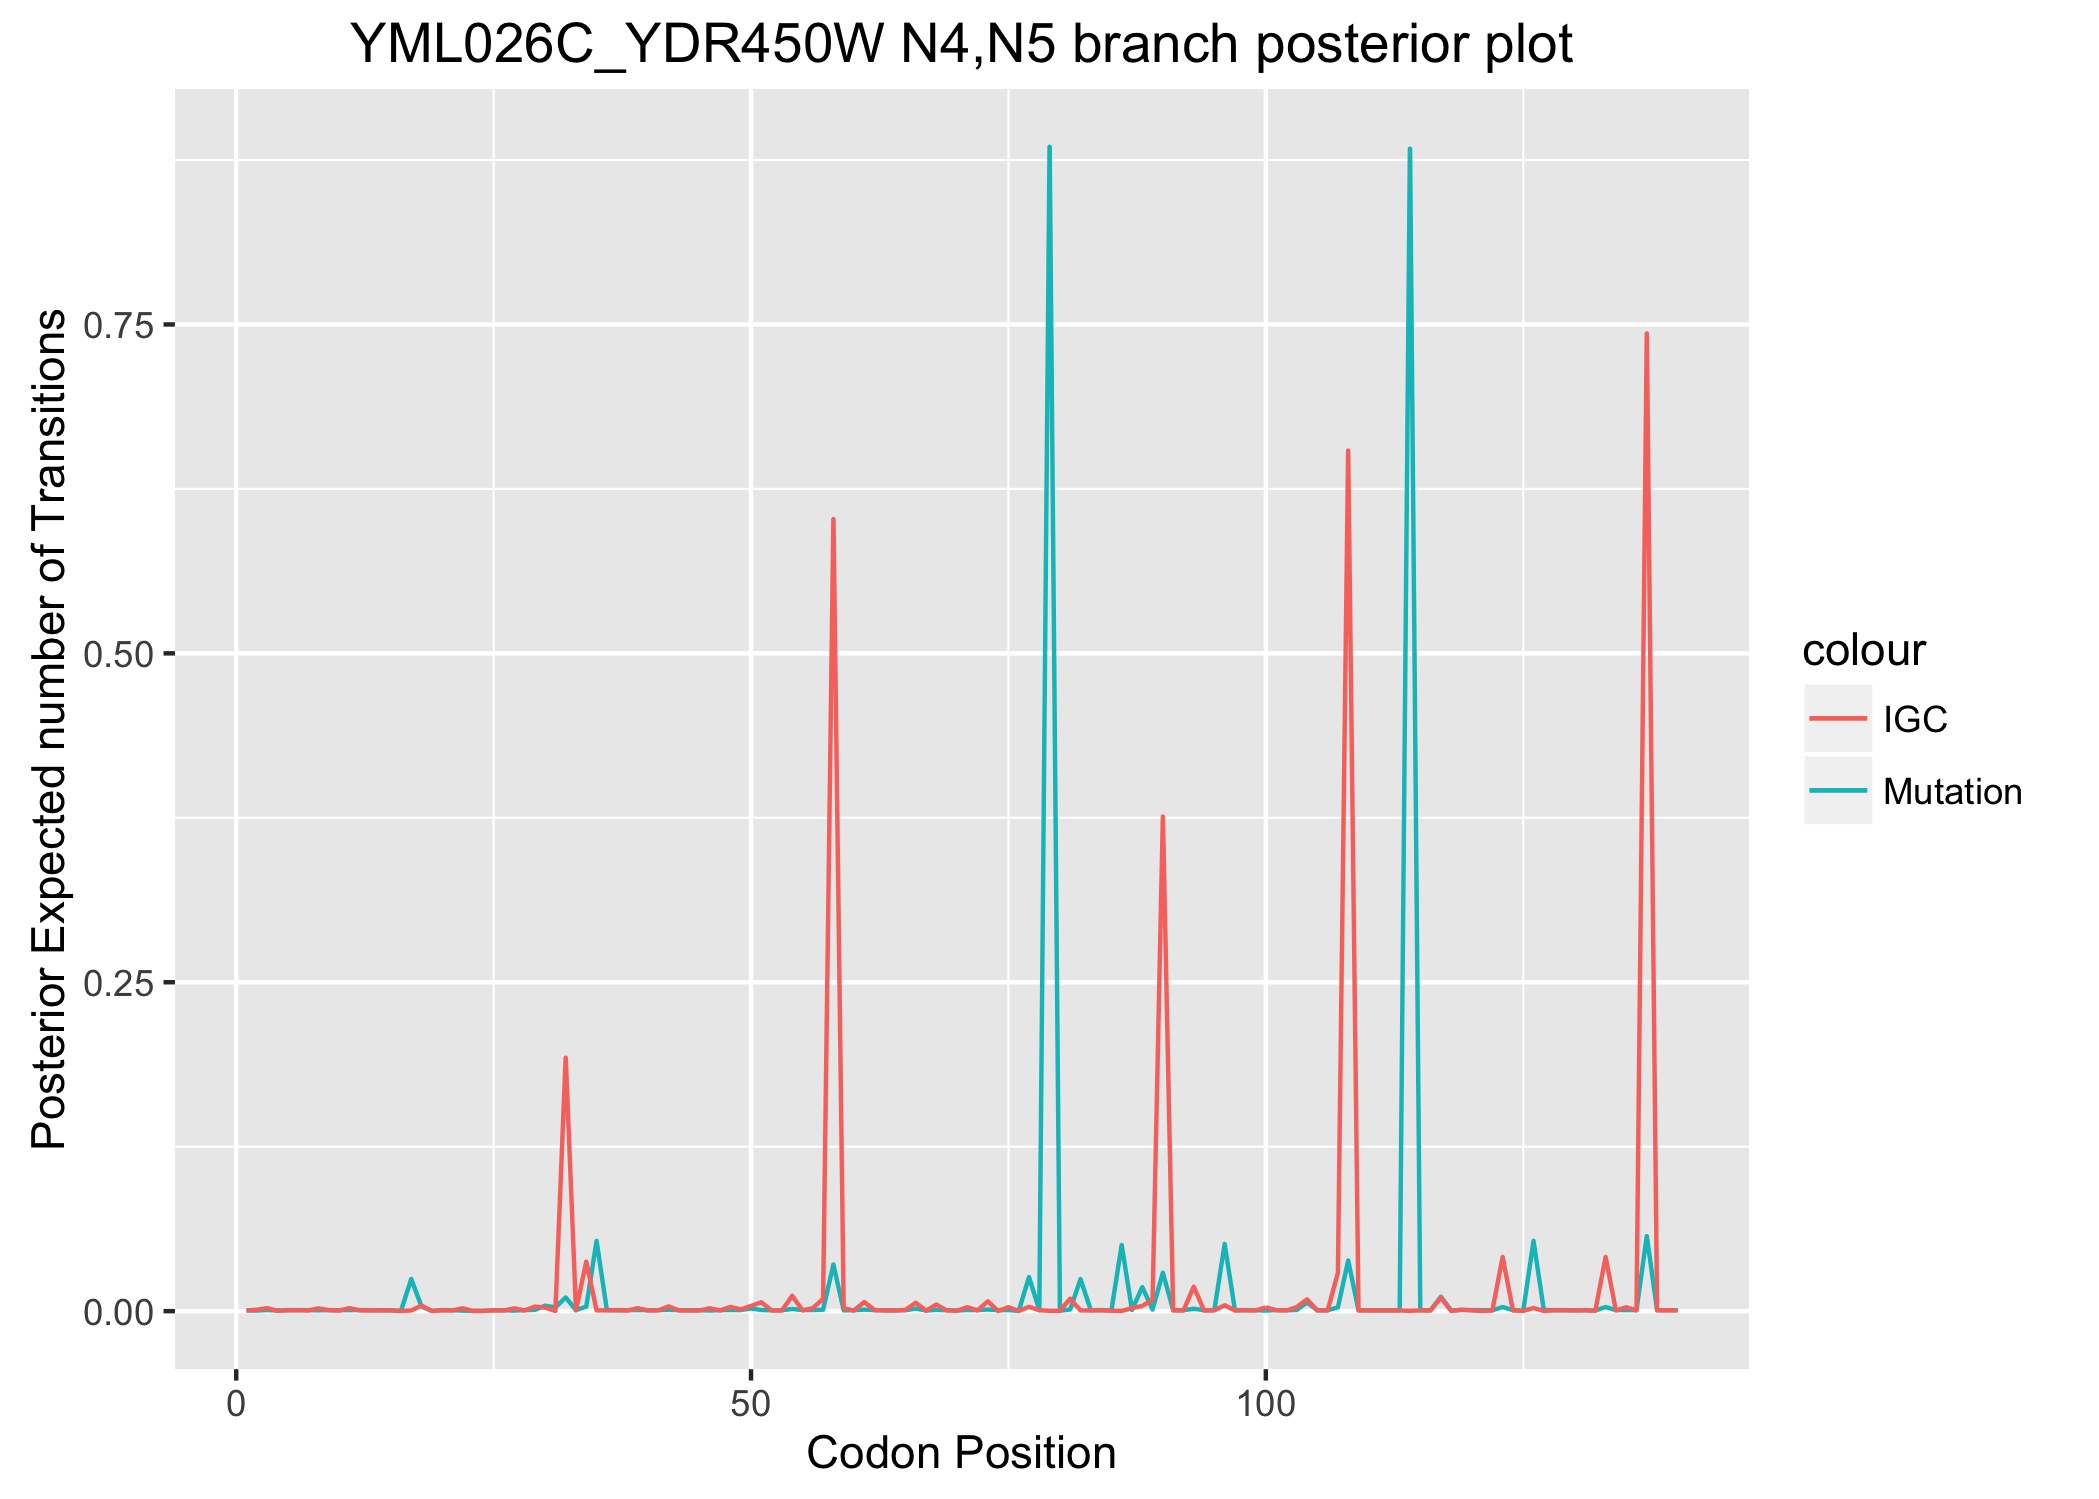 YML026C_YDR450W N4,N5 branch posterior plot
Posterior Expected number of Transitions
0.75
0.50
0.25
0.00
0
50
100
Codon Position
colour
IGC
Mutation